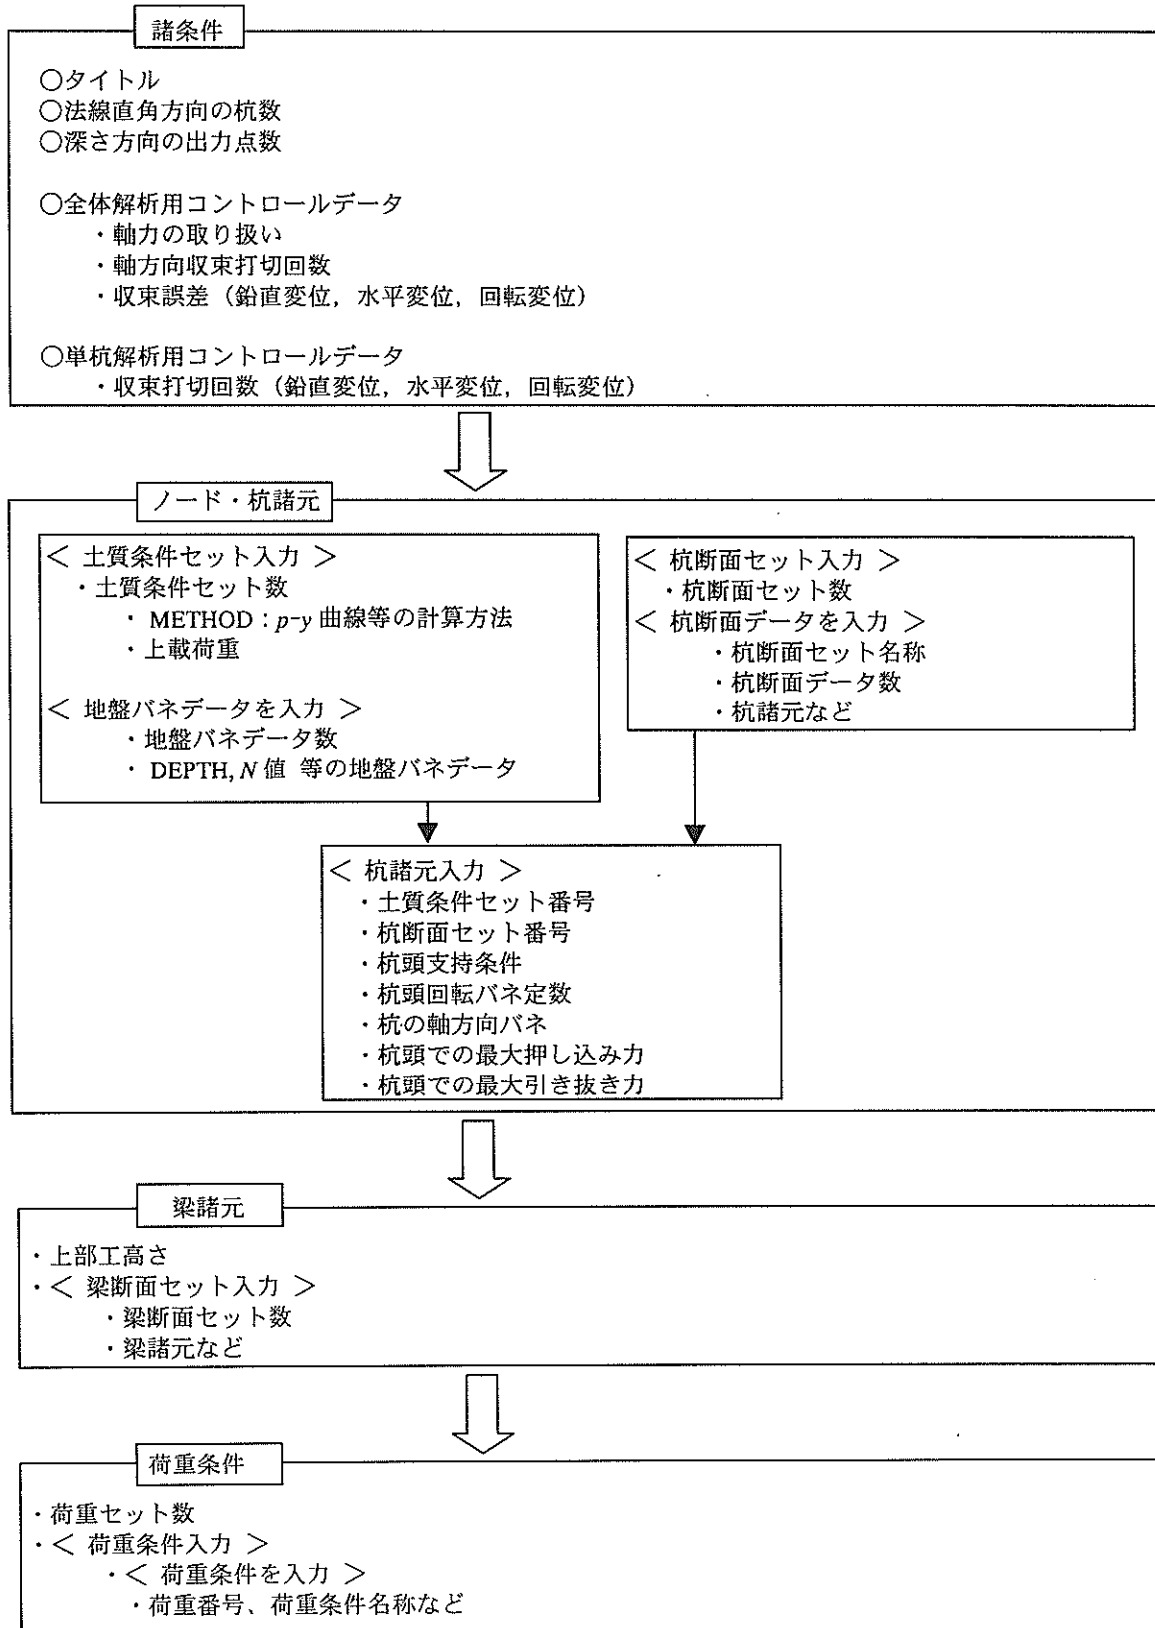 諸条件
○タイトル
○法線直角方向の杭数
○深さ方向の出力点数
○全体解析用コントロールデータ
・軸力の取り扱い
・軸方向収束打切回数
・収束誤差（鉛直変位，水平変位，回転変位）
○単杭解析用コントロールデータ
・収束打切回数（鉛直変位，水平変位，回転変位）
ノード・杭諸元
＜ 土質条件セット入力 ＞
・土質条件セット数
・ METHOD：p-y 曲線等の計算方法
・上載荷重
＜ 地盤バネデータを入力 ＞
・地盤バネデータ数
・ DEPTH, N 値 等の地盤バネデータ
＜ 杭断面セット入力 ＞
・杭断面セット数
＜ 杭断面データを入力 ＞
・杭断面セット名称
・杭断面データ数
・杭諸元など
＜ 杭諸元入力 ＞
・土質条件セット番号
・杭断面セット番号
・杭頭支持条件
・杭頭回転バネ定数
・杭の軸方向バネ
・杭頭での最大押し込み力
・杭頭での最大引き抜き力
梁諸元
・上部工高さ
・＜ 梁断面セット入力 ＞
・梁断面セット数
・梁諸元など
荷重条件
・荷重セット数
・＜ 荷重条件入力 ＞
・＜ 荷重条件を入力 ＞
・荷重番号、荷重条件名称など